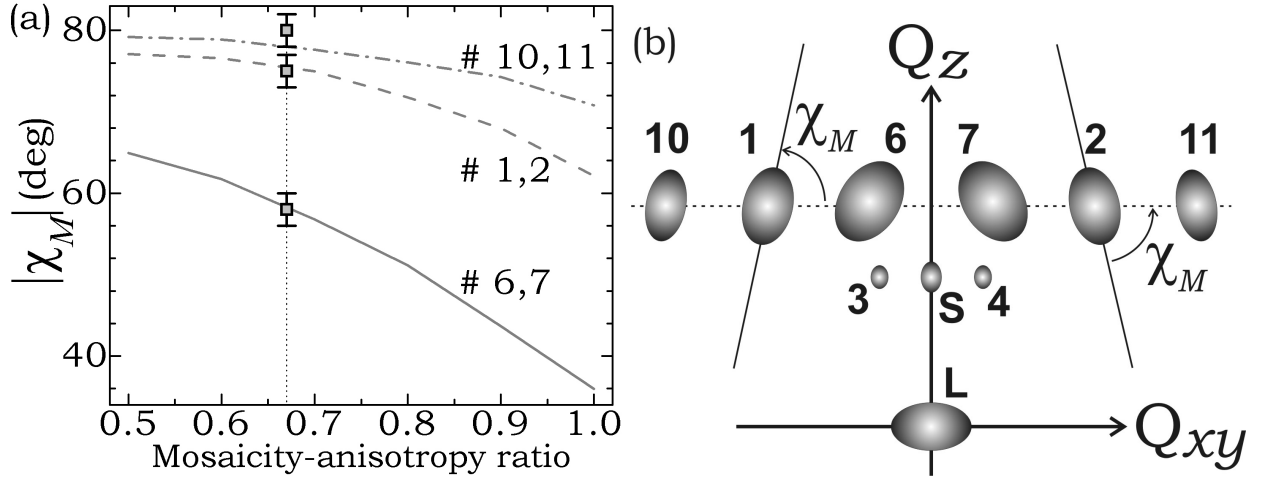 (a)
80
60
40
|χM| (deg)
# 10,11
# 1,2
# 6,7
0.5 0.6 0.7 0.8 0.9 1.0
Mosaicity-anisotropy ratio
(b)
Qz
χM
10 1 6 7 2 11
χM
3 S 4
L
Qxy